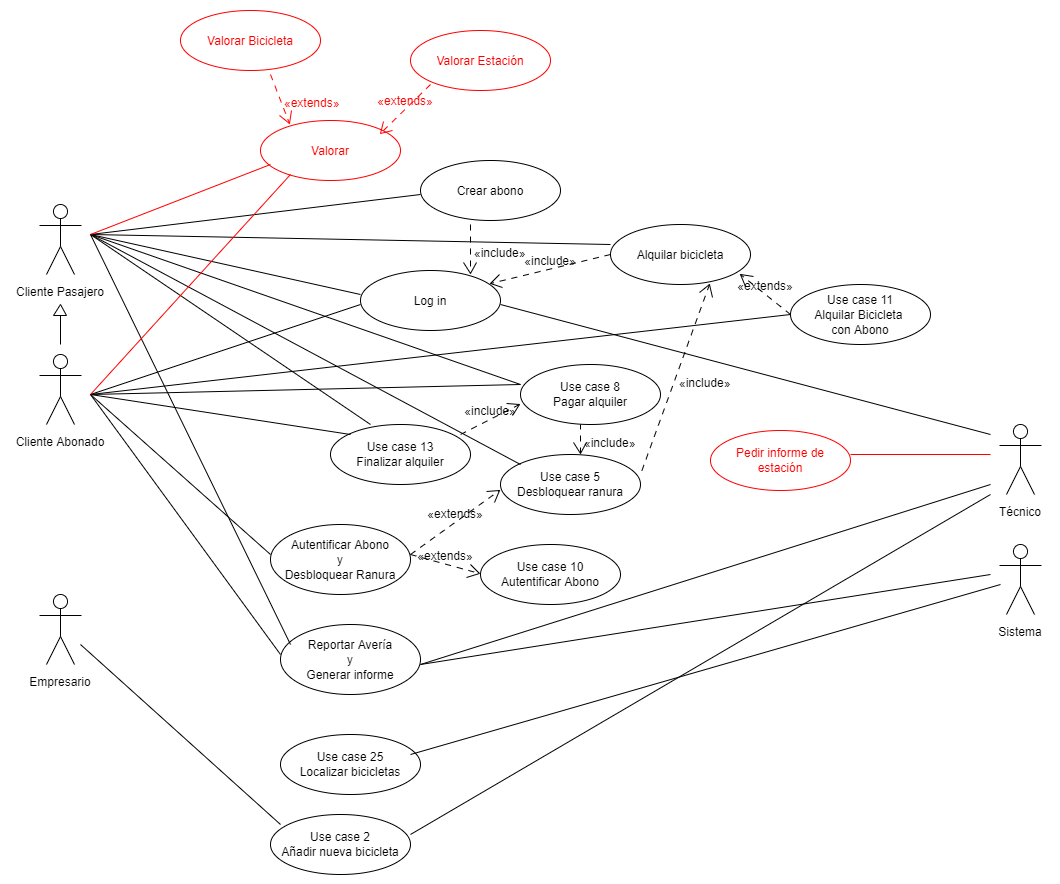 Valorar Bicicleta
Valorar Estación
«extends»
«extends»
Valorar
Crear abono
Cliente Pasajero
«include»
«include»
Alquilar bicicleta
Log in
«extends»
Use case 11
Alquilar Bicicleta
con Abono
Cliente Abonado
«include»
Use case 8
Pagar alquiler
«include»
Use case 13
Finalizar alquiler
«include»
Use case 5
Desbloquear ranura
Pedir informe de
estación
Técnico
«extends»
Autentificar Abono
y
Desbloquear Ranura
«extends»
Use case 10
Autentificar Abono
Sistema
Empresario
Reportar Avería
y
Generar informe
Use case 25
Localizar bicicletas
Use case 2
Añadir nueva bicicleta